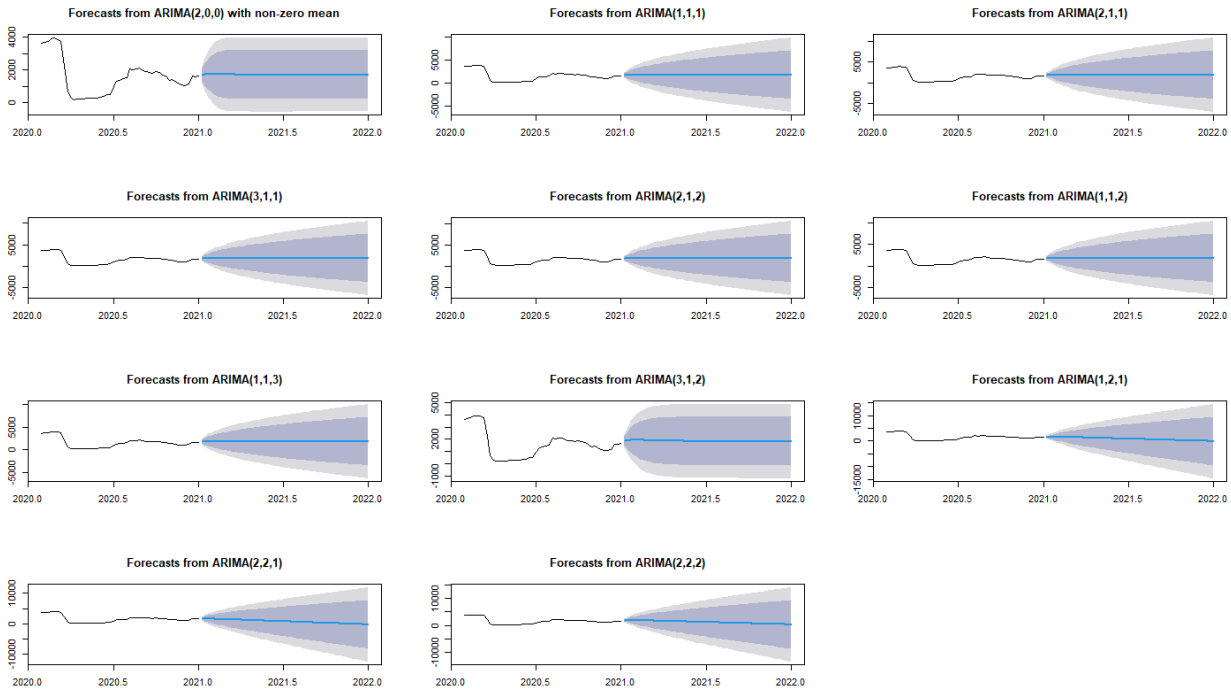 Forecasts from ARIMA(2,0,0) with non-zero mean
4000
2000
0
2020.0 2020.5 2021.0 2021.5 2022.0
Forecasts from ARIMA(1,1,1)
5000
-5000
2020.0 2020.5 2021.0 2021.5 2022.0
Forecasts from ARIMA(2,1,1)
5000
-5000
2020.0 2020.5 2021.0 2021.5 2022.0
Forecasts from ARIMA(3,1,1)
5000
-5000
2020.0 2020.5 2021.0 2021.5 2022.0
Forecasts from ARIMA(2,1,2)
5000
-5000
2020.0 2020.5 2021.0 2021.5 2022.0
Forecasts from ARIMA(1,1,2)
5000
-5000
2020.0 2020.5 2021.0 2021.5 2022.0
Forecasts from ARIMA(1,1,3)
5000
0
-5000
2020.0 2020.5 2021.0 2021.5 2022.0
Forecasts from ARIMA(3,1,2)
5000
2000
-1000
2020.0 2020.5 2021.0 2021.5 2022.0
Forecasts from ARIMA(1,2,1)
10000
0
-15000
2020.0 2020.5 2021.0 2021.5 2022.0
Forecasts from ARIMA(2,2,1)
10000
0
-10000
2020.0 2020.5 2021.0 2021.5 2022.0
Forecasts from ARIMA(2,2,2)
10000
0
-10000
2020.0 2020.5 2021.0 2021.5 2022.0